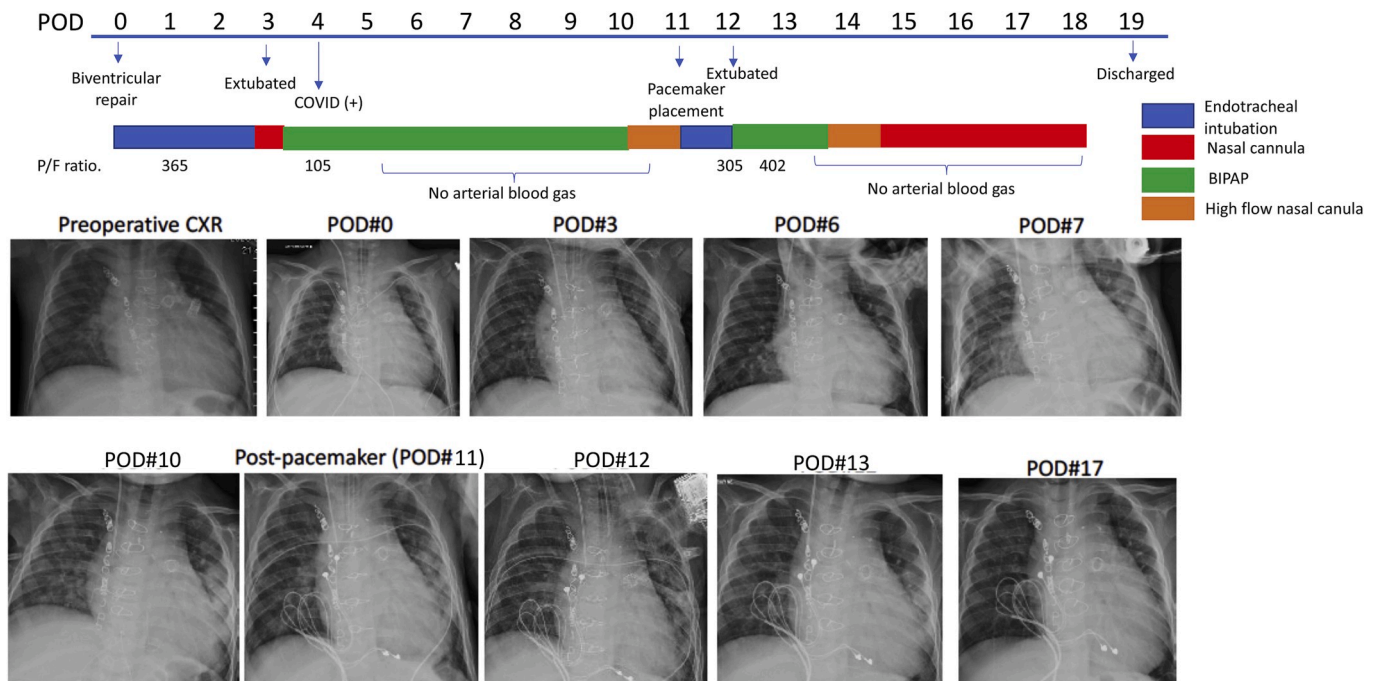 POD 0 1 2 3 4 5 6 7 8 9 10 11 12 13 14 15 16 17 18 19
Biventricular
repair
Extubated
COVID (+)
Pacemaker
placement
Extubated
Discharged
Endotracheal
intubation
Nasal cannula
BIPAP
High flow nasal canula
P/F ratio. 365 105 305 402
No arterial blood gas
No arterial blood gas
Preoperative CXR POD#0 POD#3 POD#6 POD#7
POD#10 Post-pacemaker (POD#11) POD#12 POD#13 POD#17